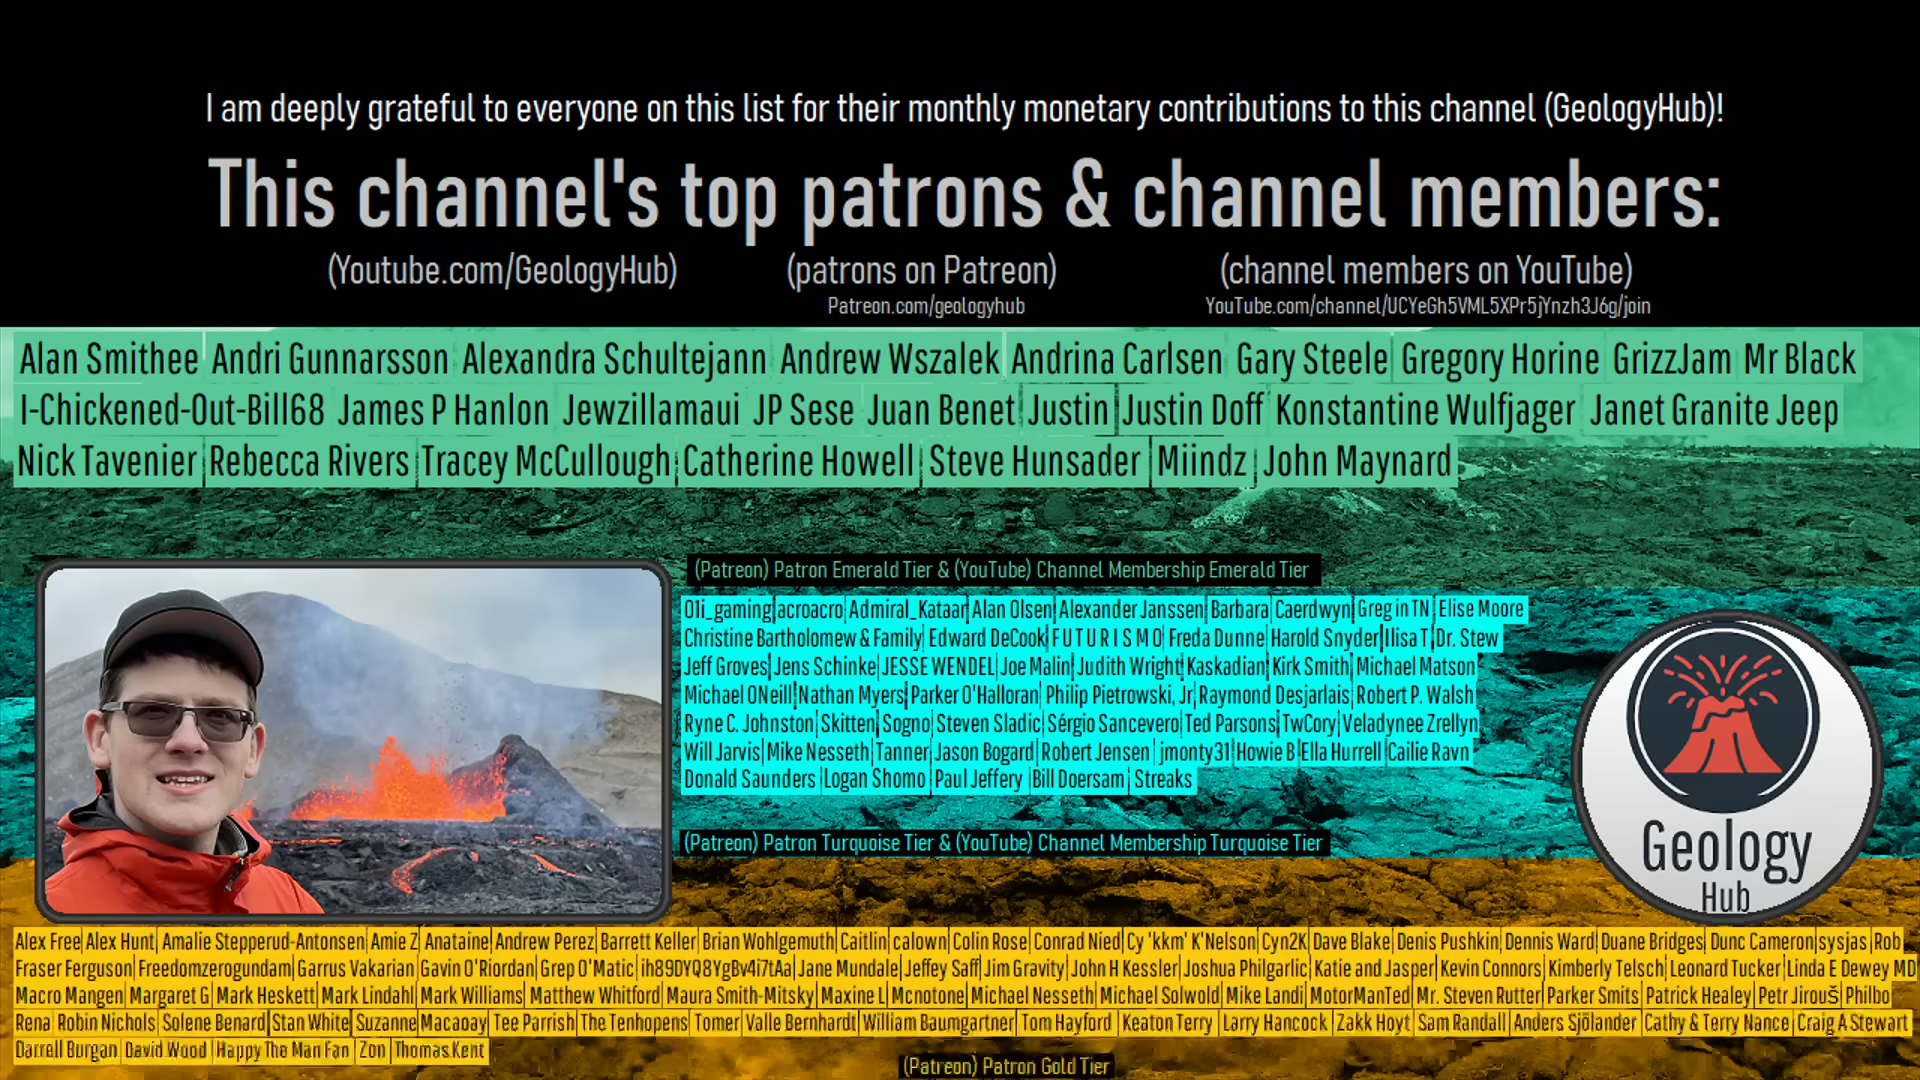 I am deeply grateful to everyone on this list for their monthly monetary contributions to this channel (GeologyHub)!
This channel's top patrons & channel members:
(Youtube.com/GeologyHub) (patrons on Patreon) (channel members on YouTube)
Patreon.com/geologyhub YouTube.com/channel/UCYeGh5VML5XPr5jYnzh3J6g/join
Alan Smithee Andri Gunnarsson Alexandra Schultejann Andrew Wszalek Andrina Carlsen Gary Steele Gregory Horine GrizzJam Mr Black
I-Chickened-Out-Bill68 James P Hanlon Jewzillamaui JP Sese Juan Benet Justin Justin Doff Konstantine Wulfjager Janet Granite Jeep
Nick Tavenier Rebecca Rivers Tracey McCullough Catherine Howell Steve Hunsader Miindz John Maynard
(Patreon) Patron Emerald Tier & (YouTube) Channel Membership Emerald Tier
01i_gaming acroacro Admiral_Kataar Alan Olsen Alexander Janssen Barbara Caerdwyn Greg in TN Elise Moore
Christine Bartholomew & Family Edward DeCook F U T U R I S M O Freda Dunne Harold Snyder Ilisa T Dr. Stew
Jeff Groves Jens Schinke JESSE WENDEL Joe Malin Judith Wright Kaskadian Kirk Smith Michael Matson
Michael ONeill Nathan Myers Parker O'Halloran Philip Pietrowski, Jr Raymond Desjarlais Robert P. Walsh
Ryne C. Johnston Skitten Sogno Steven Sladic Sérgio Sancevero Ted Parsons TwCory Veladynee Zrellyn
Will Jarvis Mike Nesseth Tanner Jason Bogard Robert Jensen jmonty31 Howie B Ella Hurrell Cailie Ravn
Donald Saunders Logan Shomo Paul Jeffery Bill Doersam Streaks
(Patreon) Patron Turquoise Tier & (YouTube) Channel Membership Turquoise Tier
Geology
Hub
Alex Free Alex Hunt Amalie Stepperud-Antonsen Amie Z Anataine Andrew Perez Barrett Keller Brian Wohlgemuth Caitlin calown Colin Rose Conrad Nied Cy 'kkm' K'Nelson Cyn2K Dave Blake Denis Pushkin Dennis Ward Duane Bridges Dunc Cameron sysjas Rob
Fraser Ferguson Freedomzerogundam Garrus Vakarian Gavin O'Riordan Grep O'Matic ih89DYQ8YgBv4i7tAa Jane Mundale Jeffey Saff Jim Gravity John H Kessler Joshua Philgarlic Katie and Jasper Kevin Connors Kimberly Telsch Leonard Tucker Linda E Dewey MD
Macro Mangen Margaret G Mark Heskett Mark Lindahl Mark Williams Matthew Whitford Maura Smith-Mitsky Maxine L Mcnotone Michael Nesseth Michael Solwold Mike Landi MotorManTed Mr. Steven Rutter Parker Smits Patrick Healey Petr Jirouš Philbo
Rena Robin Nichols Solene Benard Stan White Suzanne Macaoay Tee Parrish The Tenhopens Tomer Valle Bernhardt William Baumgartner Tom Hayford Keaton Terry Larry Hancock Zakk Hoyt Sam Randall Anders Sjölander Cathy & Terry Nance Craig A Stewart
Darrell Burgan David Wood Happy The Man Fan Zon Thomas Kent
(Patreon) Patron Gold Tier